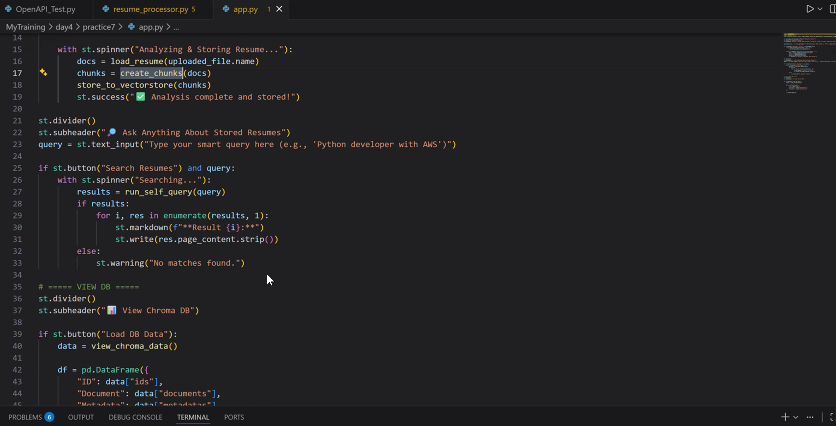 OpenAPI_Test.py
resume_processor.py 5
app.py 1
MyTraining > day4 > practice7 > app.py > ...
14
15 with st.spinner("Analyzing & Storing Resume..."):
16 docs = load_resume(uploaded_file.name)
17 chunks = create_chunks(docs)
18 store_to_vectorstore(chunks)
19 st.success("✅ Analysis complete and stored!")
20
21 st.divider()
22 st.subheader("🔎 Ask Anything About Stored Resumes")
23 query = st.text_input("Type your smart query here (e.g., 'Python developer with AWS')")
24
25 if st.button("Search Resumes") and query:
26 with st.spinner("Searching..."):
27 results = run_self_query(query)
28 if results:
29 for i, res in enumerate(results, 1):
30 st.markdown(f"**Result {i}:**")
31 st.write(res.page_content.strip())
32 else:
33 st.warning("No matches found.")
34
35 # ===== VIEW DB =====
36 st.divider()
37 st.subheader("📊 View Chroma DB")
38
39 if st.button("Load DB Data"):
40 data = view_chroma_data()
41
42 df = pd.DataFrame({
43 "ID": data["ids"],
44 "Document": data["documents"],
45 "Metadata": data["metadatas"]
PROBLEMS 6 OUTPUT DEBUG CONSOLE TERMINAL PORTS